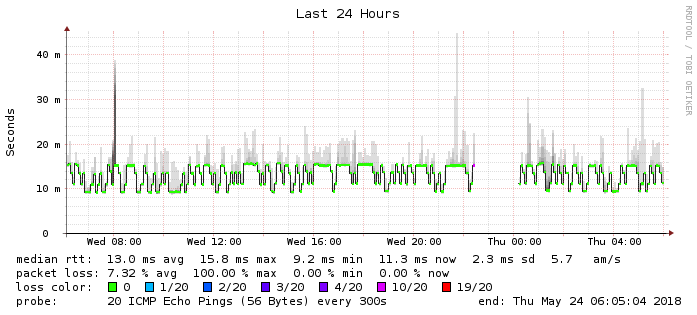 Last 24 Hours
RRDTOOL / TOBI OETIKER
Seconds
40 m
30 m
20 m
10 m
0
Wed 08:00 Wed 12:00 Wed 16:00 Wed 20:00 Thu 00:00 Thu 04:00
median rtt: 13.0 ms avg 15.8 ms max 9.2 ms min 11.3 ms now 2.3 ms sd 5.7 am/s
packet loss: 7.32 % avg 100.00 % max 0.00 % min 0.00 % now
loss color: 0 1/20 2/20 3/20 4/20 10/20 19/20
probe: 20 ICMP Echo Pings (56 Bytes) every 300s end: Thu May 24 06:05:04 2018